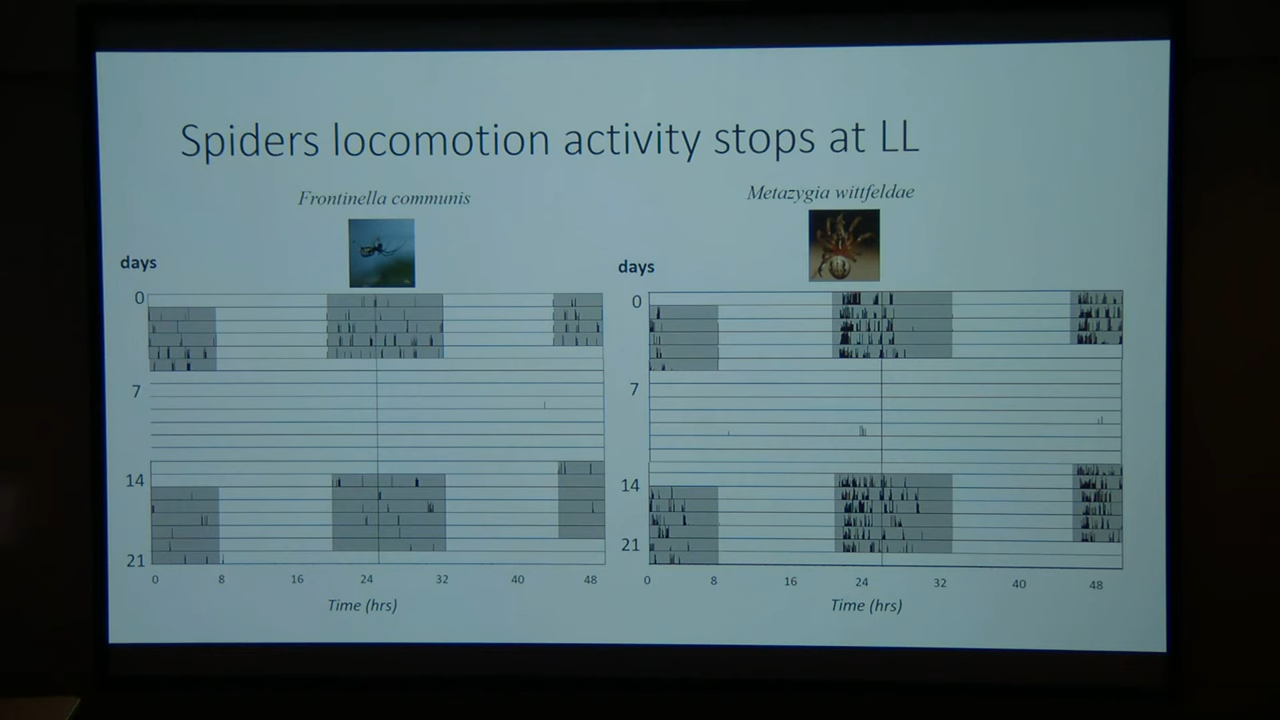 Spiders locomotion activity stops at LL
Frontinella communis
days
0
7
14
21
0 8 16 24 32 40 48
Time (hrs)
Metazygia wittfeldae
days
0
7
14
21
0 8 16 24 32 40 48
Time (hrs)